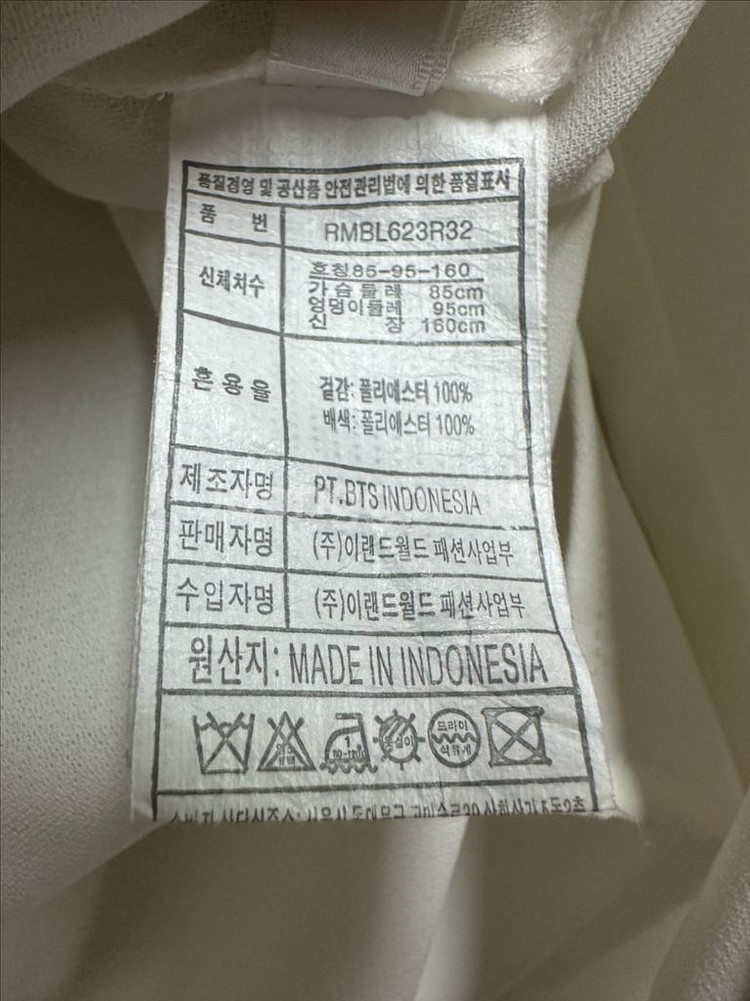 품질경영 및 공산품 안전관리법에 의한 품질표시
품 번 RMBL623R32
신체치수 호칭85-95-160
가슴둘레 85cm
엉덩이둘레 95cm
신 장 160cm
혼용율 겉감: 폴리에스터 100%
배색: 폴리에스터 100%
제조자명 PT.BTS INDONESIA
판매자명 (주)이랜드월드 패션사업부
수입자명 (주)이랜드월드 패션사업부
원산지: MADE IN INDONESIA
1 80-120 옷걸이 드라이
석유계